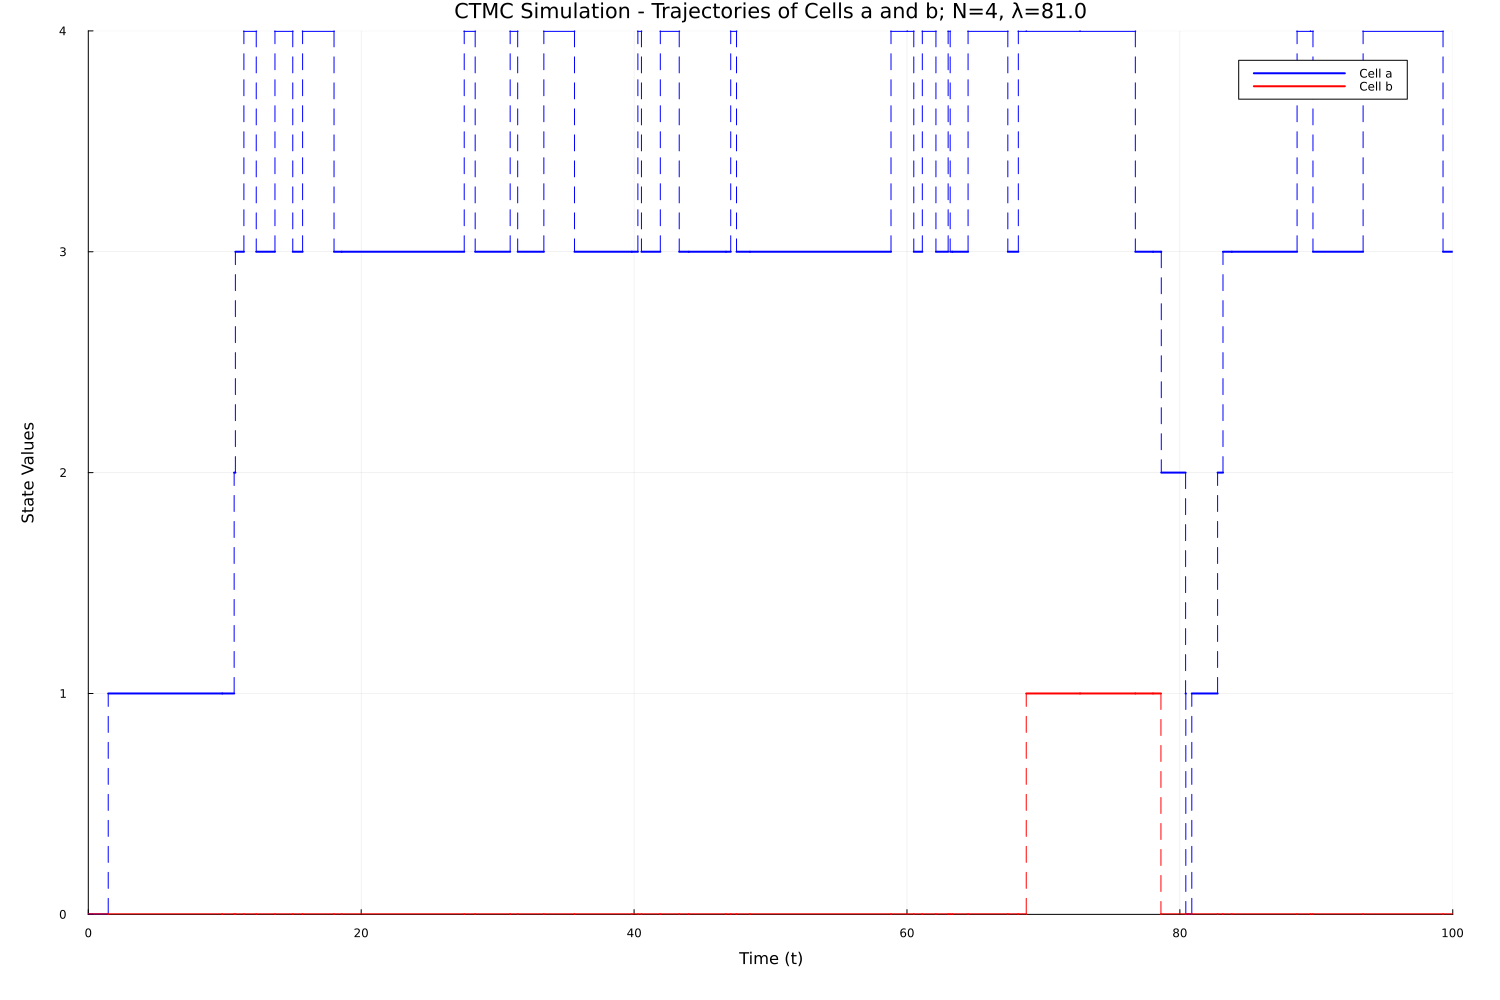 CTMC Simulation - Trajectories of Cells a and b; N=4, λ=81.0
4
3
2
1
0
State Values
Cell a
Cell b
0 20 40 60 80 100
Time (t)